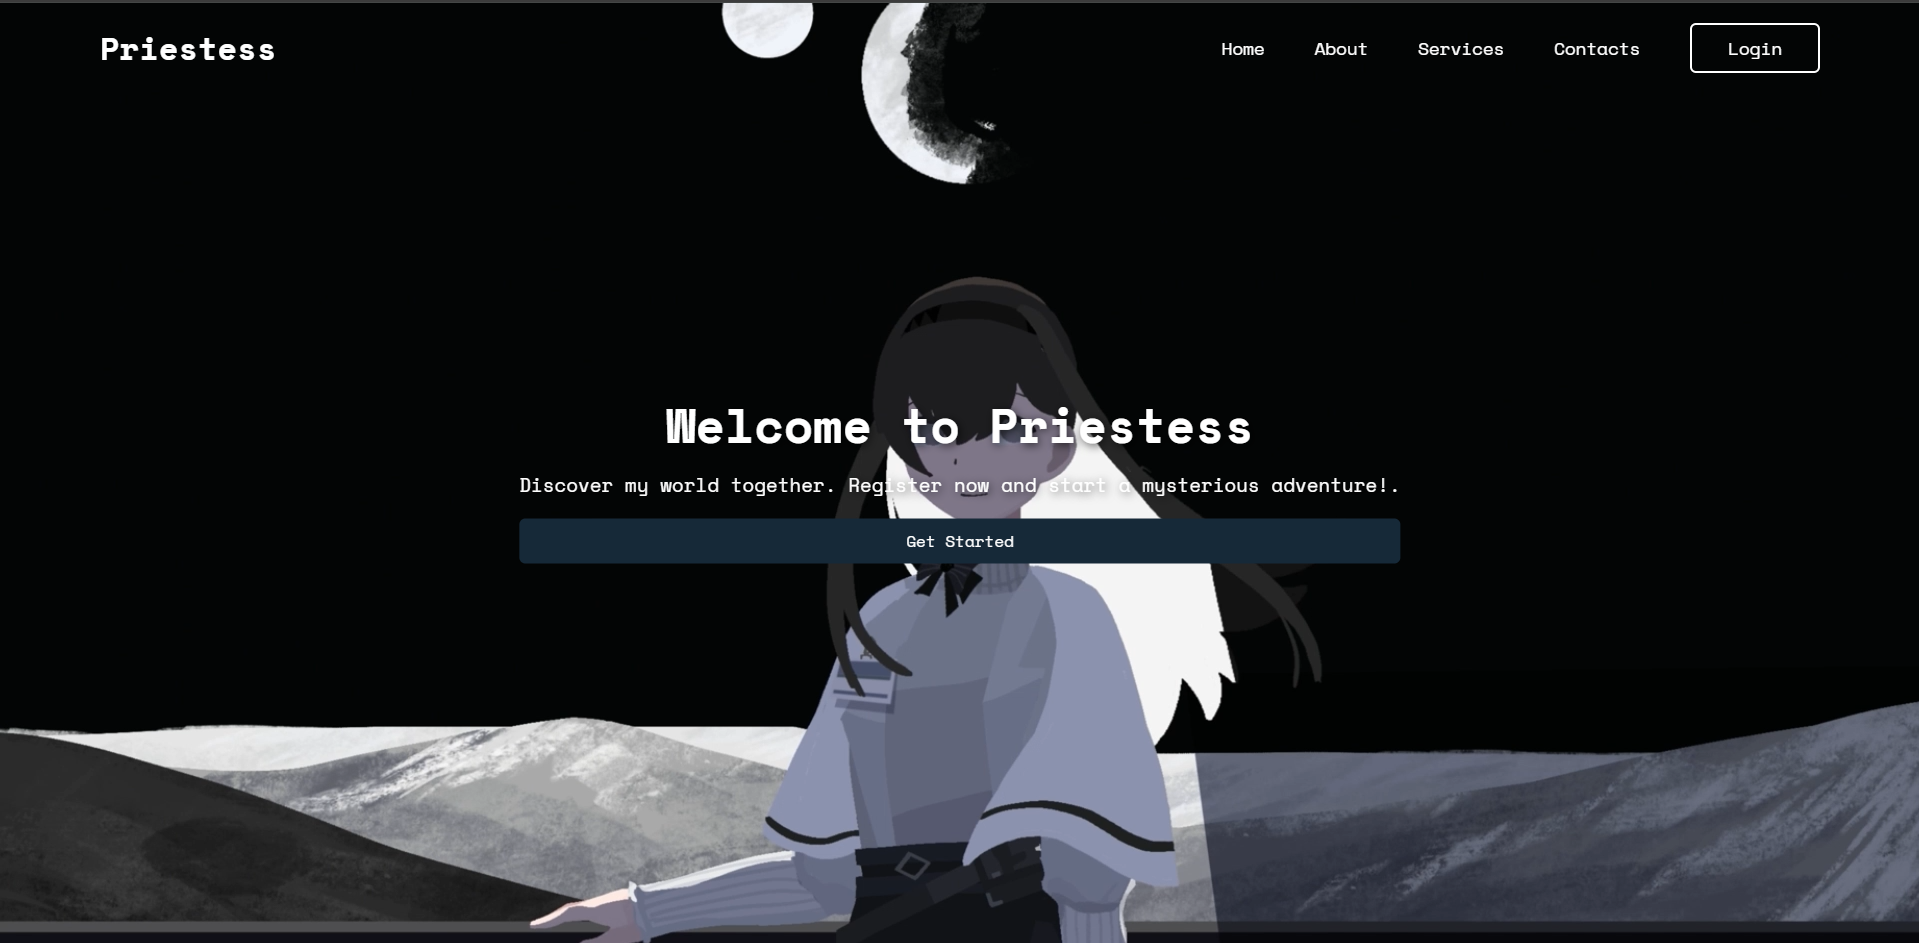 Priestess
Home About Services Contacts Login
Welcome to Priestess
Discover my world together. Register now and start a mysterious adventure!.
Get Started